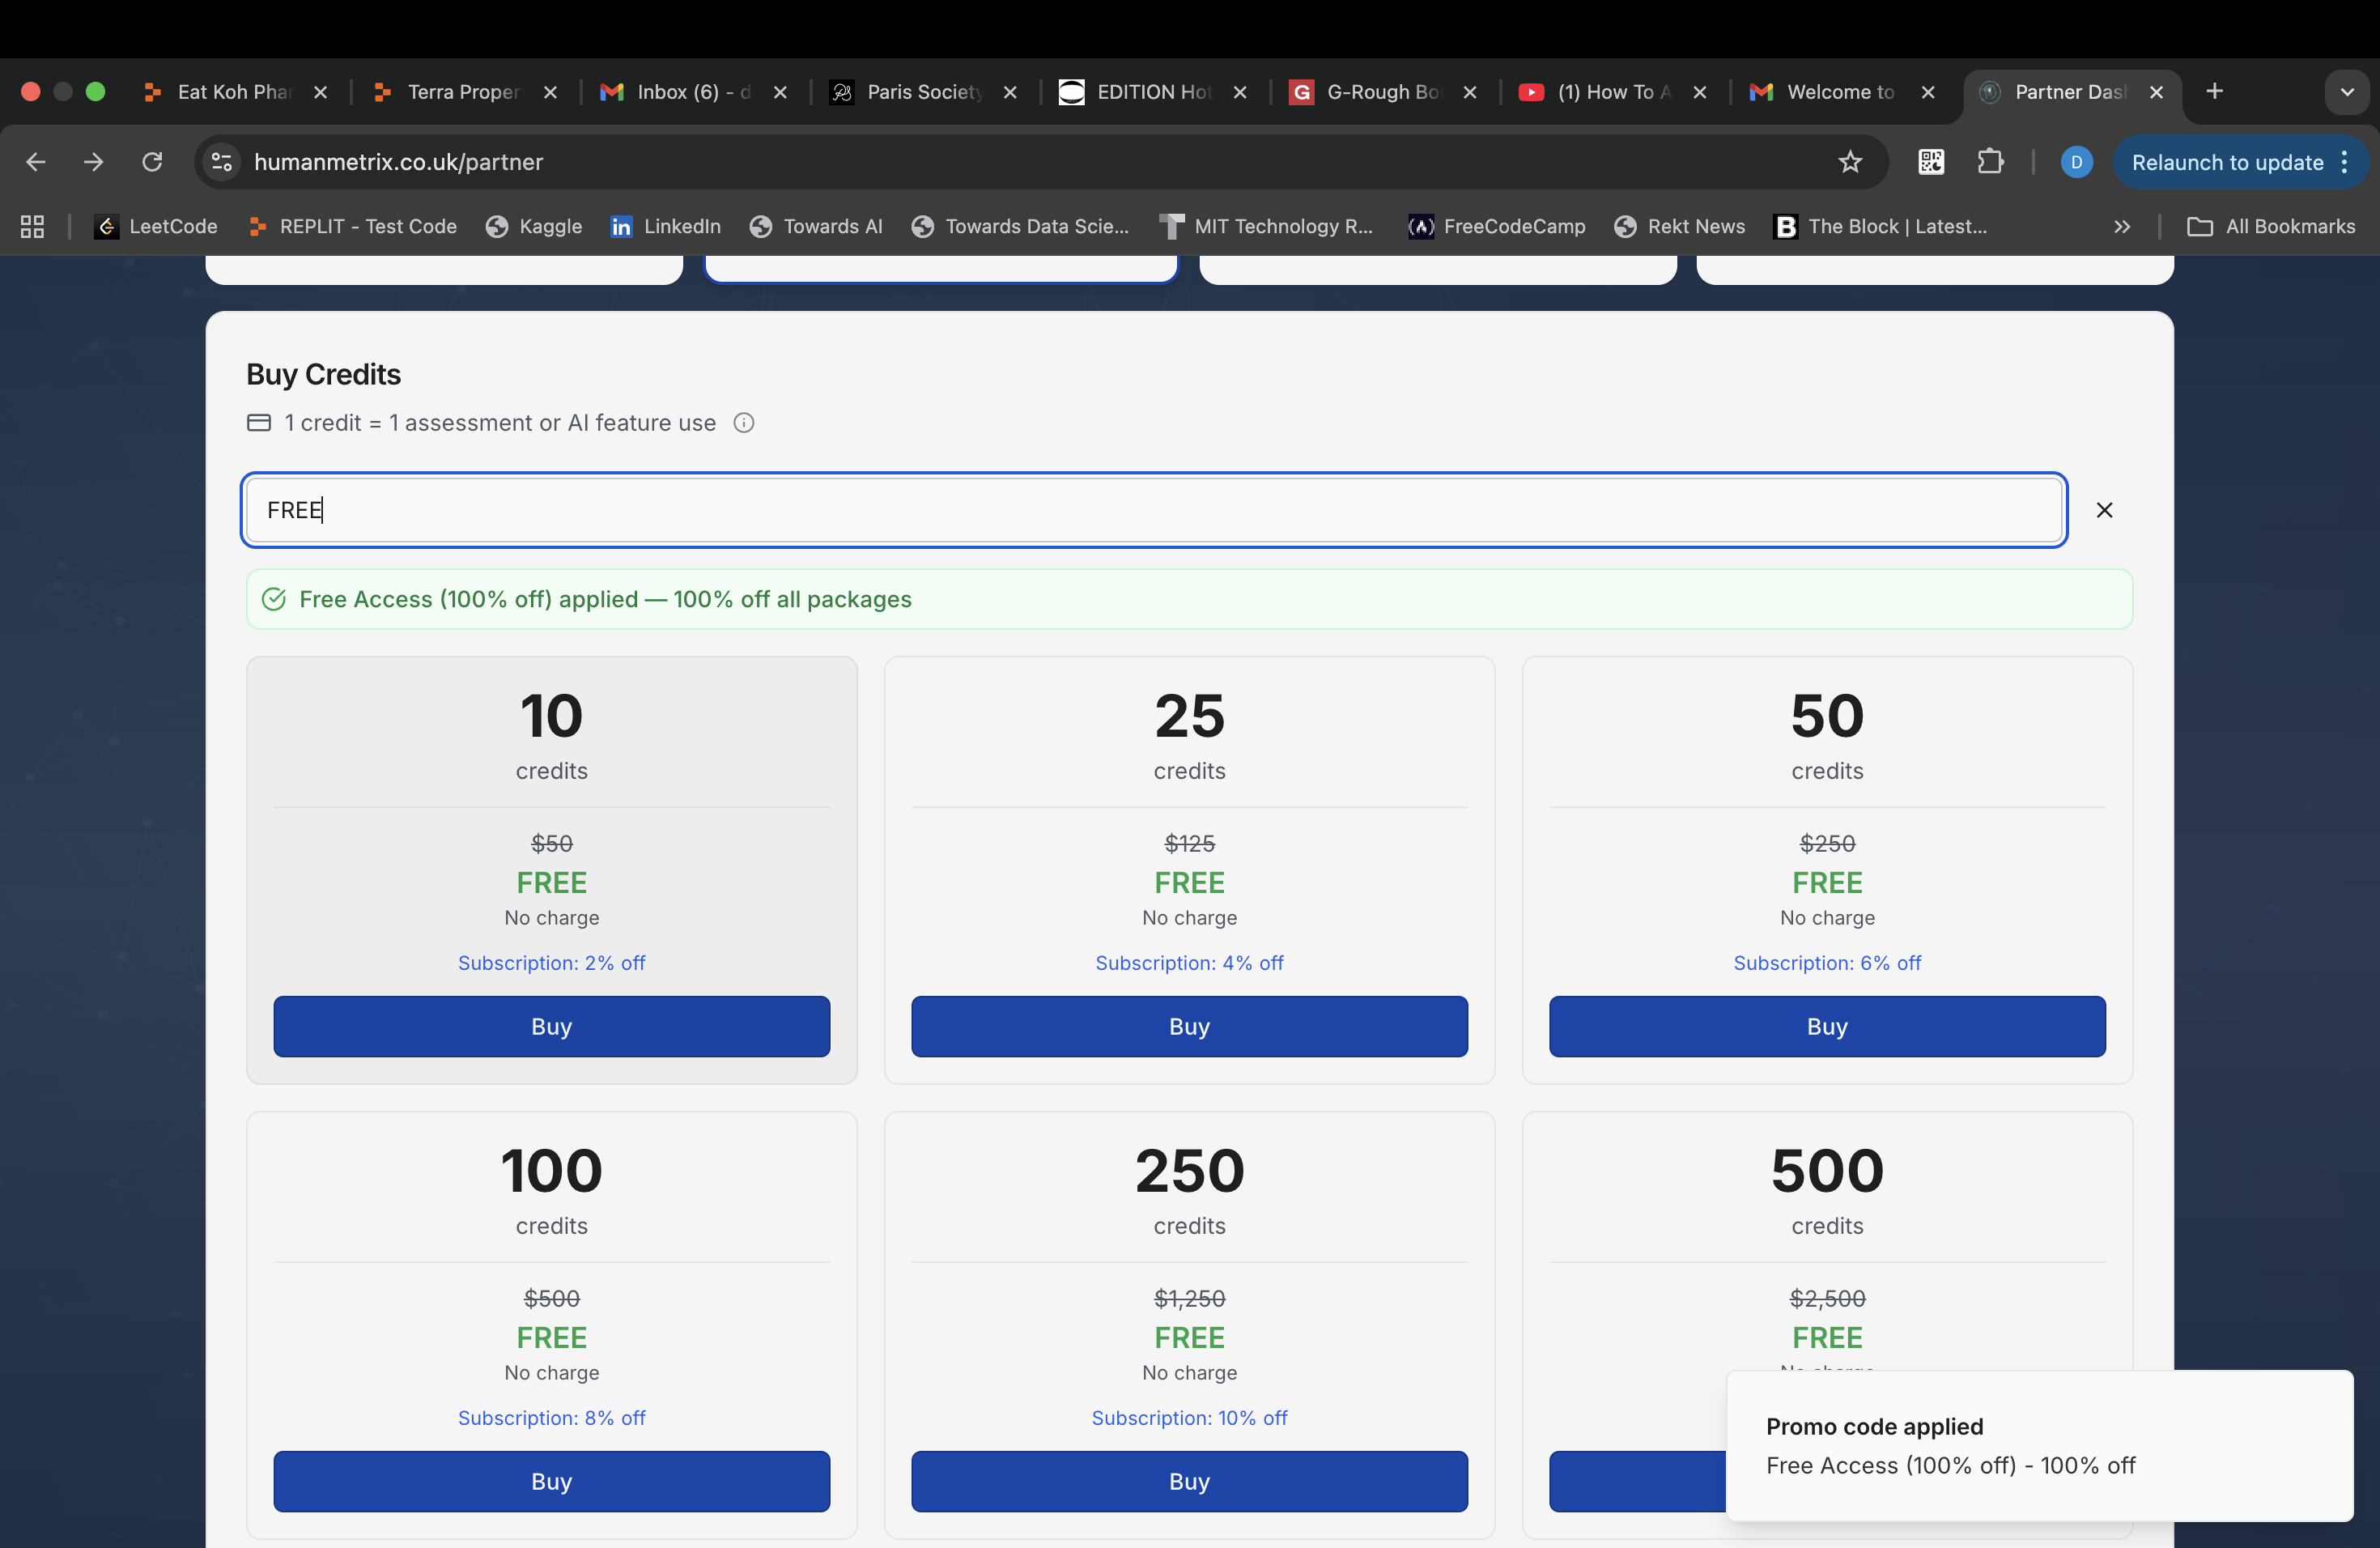 Eat Koh Phar
Terra Proper
Inbox (6) - d
Paris Society
EDITION Hot
G-Rough Bo
(1) How To A
Welcome to
Partner Dash
humanmetrix.co.uk/partner
D
Relaunch to update
LeetCode
REPLIT - Test Code
Kaggle
LinkedIn
Towards AI
Towards Data Scie...
MIT Technology R...
FreeCodeCamp
Rekt News
The Block | Latest...
All Bookmarks
Buy Credits
1 credit = 1 assessment or AI feature use
FREE
Free Access (100% off) applied — 100% off all packages
10
credits
$50
FREE
No charge
Subscription: 2% off
Buy
25
credits
$125
FREE
No charge
Subscription: 4% off
Buy
50
credits
$250
FREE
No charge
Subscription: 6% off
Buy
100
credits
$500
FREE
No charge
Subscription: 8% off
Buy
250
credits
$1,250
FREE
No charge
Subscription: 10% off
Buy
500
credits
$2,500
FREE
Promo code applied
Free Access (100% off) - 100% off